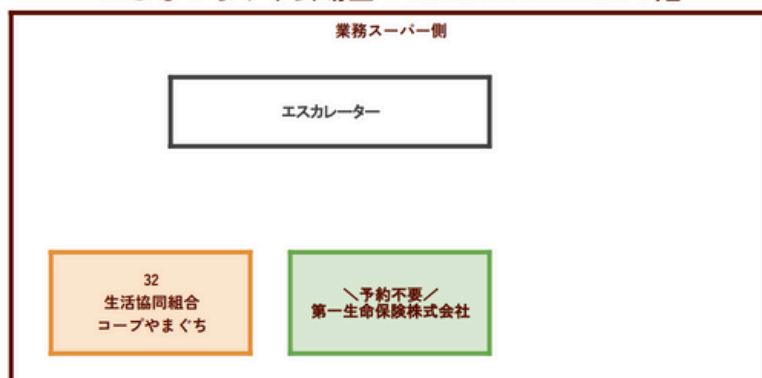 業務スーパー側
エスカレーター
32
生活協同組合
コープやまぐち
＼予約不要／
第一生命保険株式会社